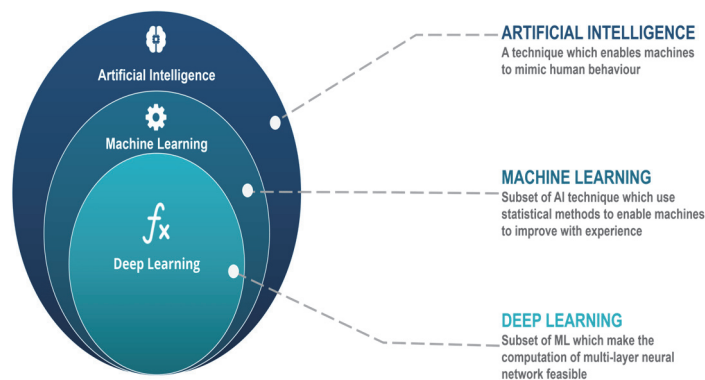 Artificial Intelligence
Machine Learning
fx
Deep Learning
ARTIFICIAL INTELLIGENCE
A technique which enables machines
to mimic human behaviour
MACHINE LEARNING
Subset of AI technique which use
statistical methods to enable machines
to improve with experience
DEEP LEARNING
Subset of ML which make the
computation of multi-layer neural
network feasible